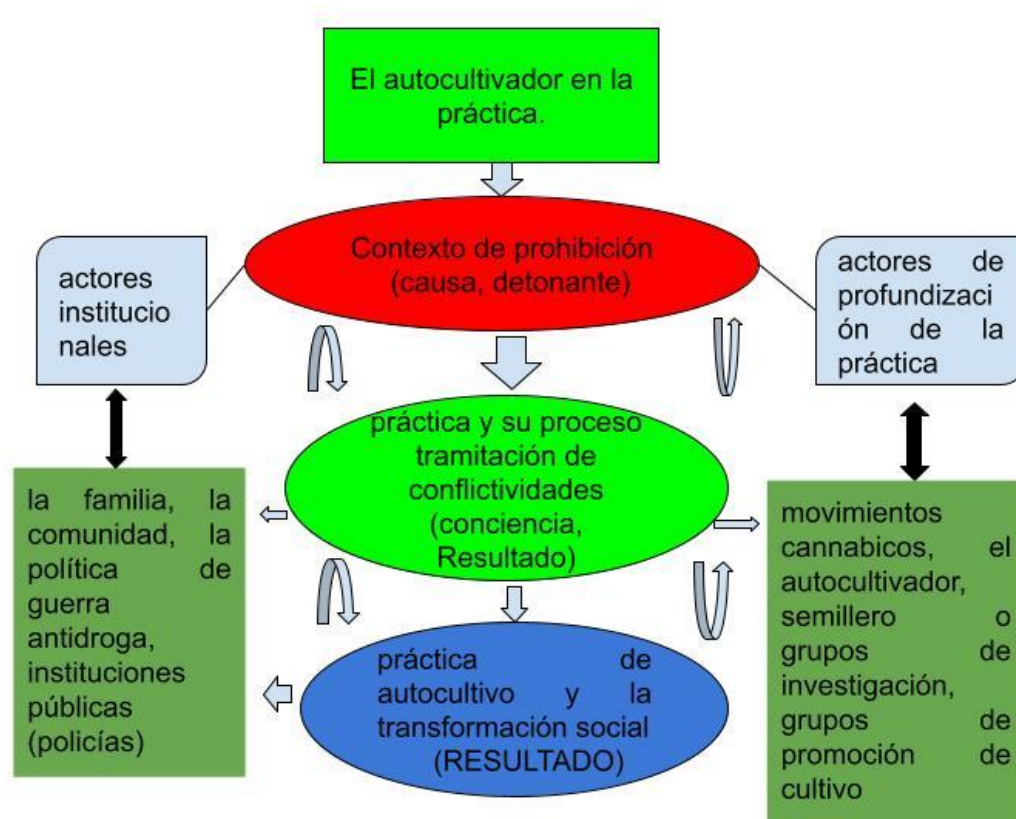 El autocultivador en la
práctica.
Contexto de prohibición
(causa, detonante)
actores
institucio
nales
actores de
profundizaci
ón de la
práctica
práctica y su proceso
tramitación de
conflictividades
(conciencia,
Resultado)
la familia, la
comunidad, la
política de
guerra
antidroga,
instituciones
públicas
(policías)
movimientos
cannabicos, el
autocultivador,
semillero o
grupos de
investigación,
grupos de
promoción de
cultivo
práctica de
autocultivo y la
transformación social
(RESULTADO)